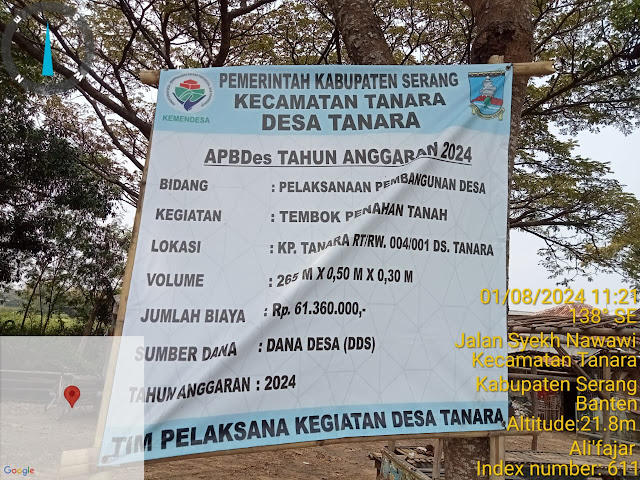 PEMERINTAH KABUPATEN SERANG
KECAMATAN TANARA
DESA TANARA
KEMENDESA
APBDes TAHUN ANGGARAN 2024
BIDANG : PELAKSANAAN PEMBANGUNAN DESA
KEGIATAN : TEMBOK PENAHAN TANAH
LOKASI : KP. TANARA RT/RW. 004/001 DS. TANARA
VOLUME : 265 M X 0,50 M X 0,30 M
JUMLAH BIAYA : Rp. 61.360.000,-
SUMBER DANA : DANA DESA (DDS)
TAHUN ANGGARAN : 2024
TIM PELAKSANA KEGIATAN DESA TANARA
01/08/2024 11:21
138° SE
Jalan Syekh Nawawi
Kecamatan Tanara
Kabupaten Serang
Banten
Altitude:21.8m
Ali'fajar
Index number: 611
Google